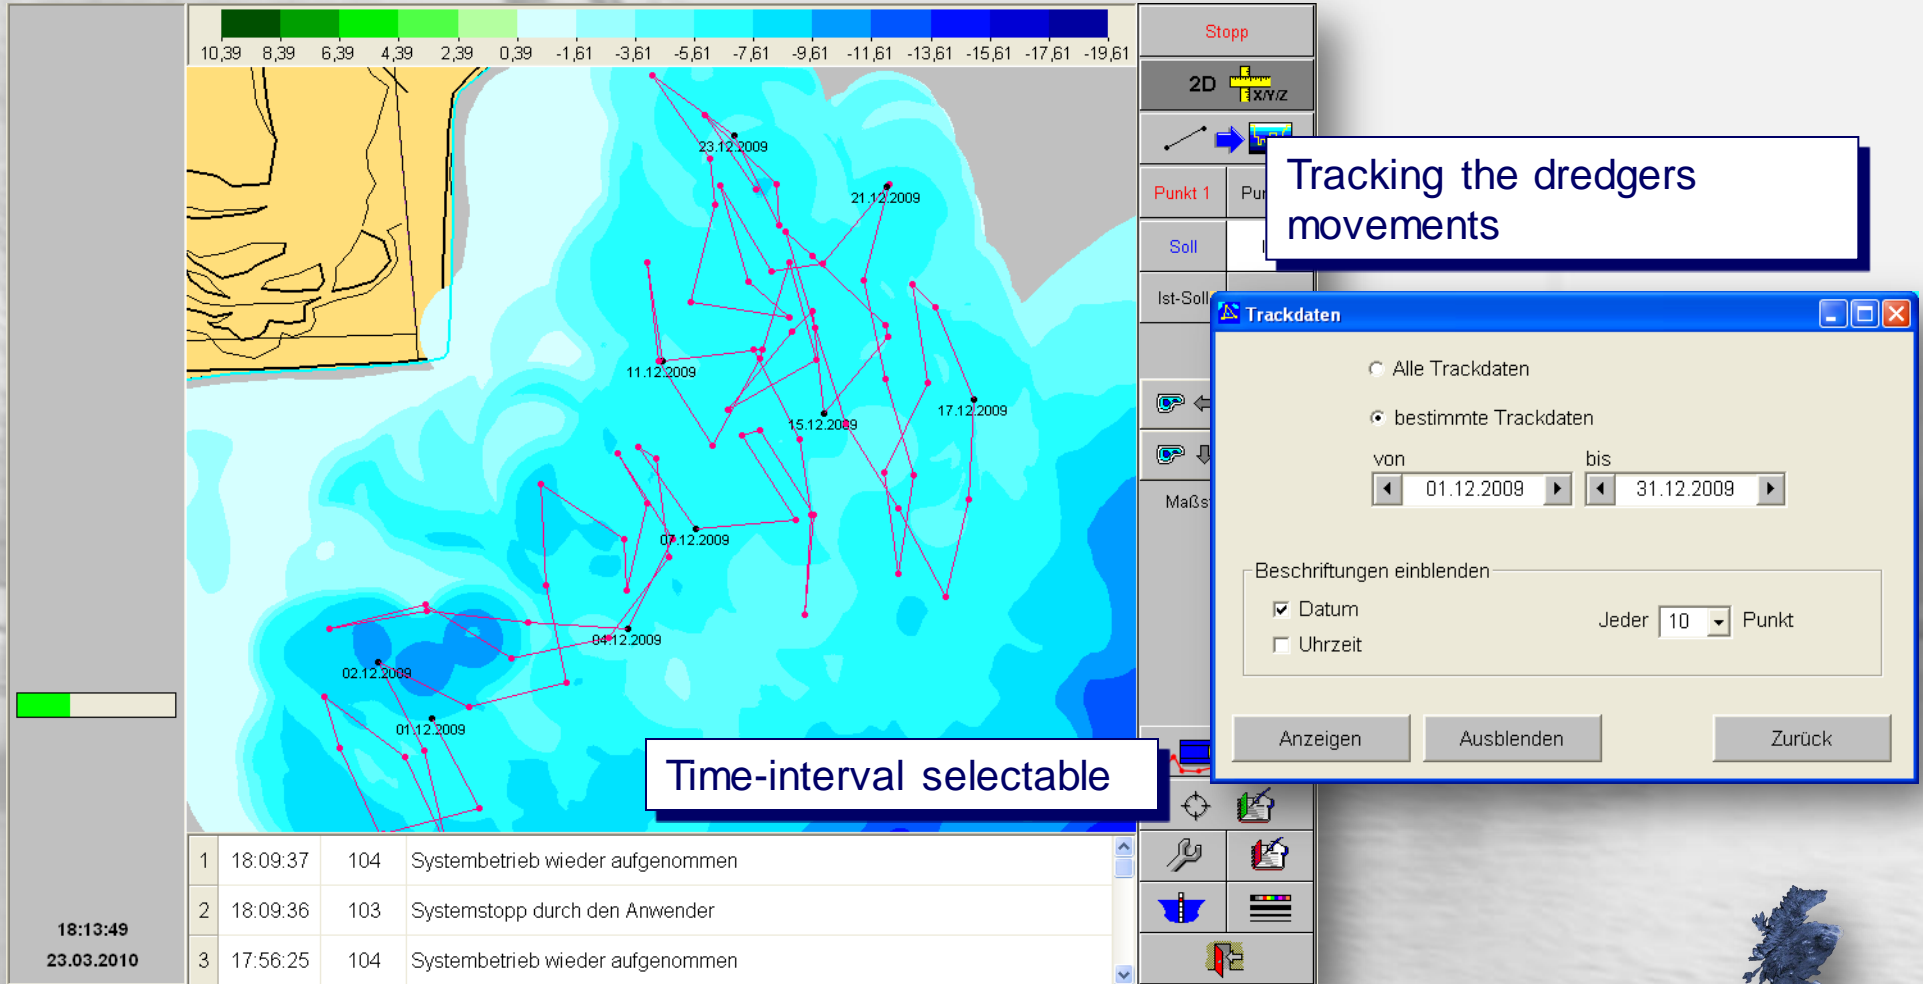 10,39 8,39 6,39 4,39 2,39 0,39 -1,61 -3,61 -5,61 -7,61 -9,61 -11,61 -13,61 -15,61 -17,61 -19,61
23.12.2009
21.12.2009
11.12.2009
15.12.2009
17.12.2009
07.12.2009
04.12.2009
02.12.2009
01.12.2009
Stopp
2D X/Y/Z
Punkt 1
Soll
Ist-Soll
Tracking the dredgers
movements
Trackdaten
Alle Trackdaten
bestimmte Trackdaten
von bis
01.12.2009 31.12.2009
Beschriftungen einblenden
Datum
Jeder 10 Punkt
Uhrzeit
Anzeigen Ausblenden Zurück
Time-interval selectable
1 18:09:37 104 Systembetrieb wieder aufgenommen
2 18:09:36 103 Systemstopp durch den Anwender
3 17:56:25 104 Systembetrieb wieder aufgenommen
18:13:49
23.03.2010